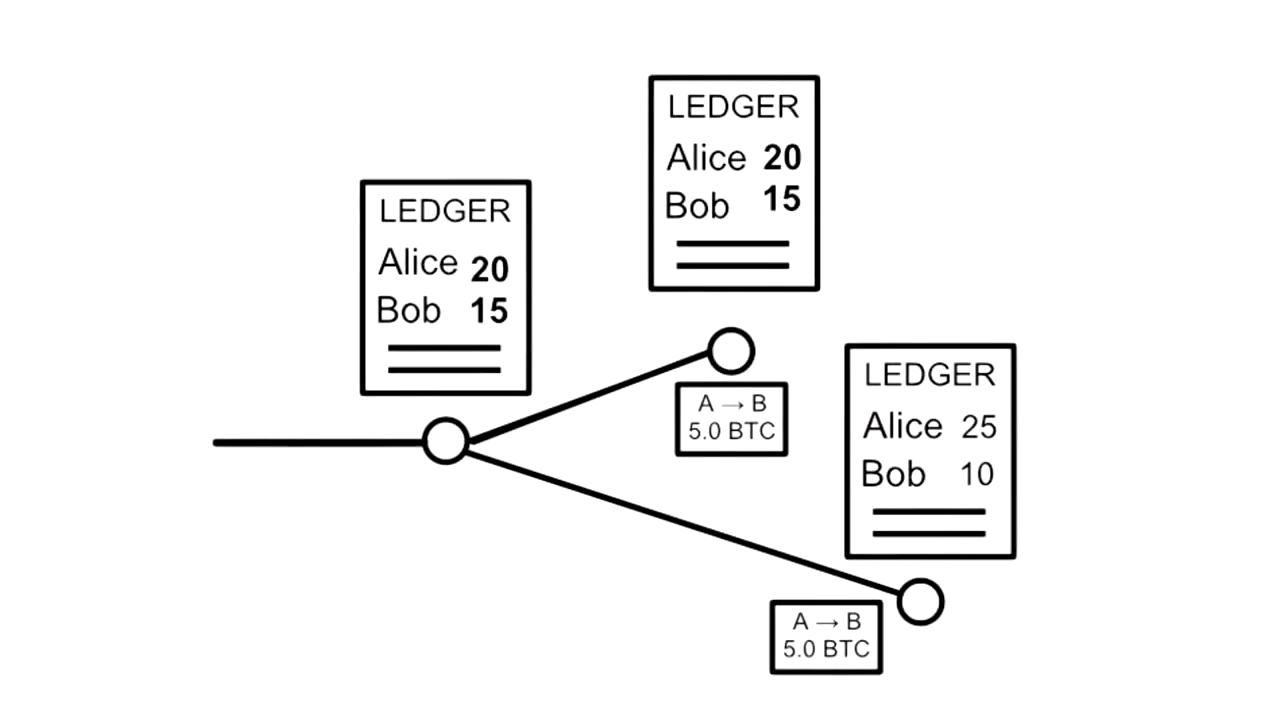 LEDGER
Alice 20
Bob 15
LEDGER
Alice 20
Bob 15
A → B
5.0 BTC
LEDGER
Alice 25
Bob 10
A → B
5.0 BTC